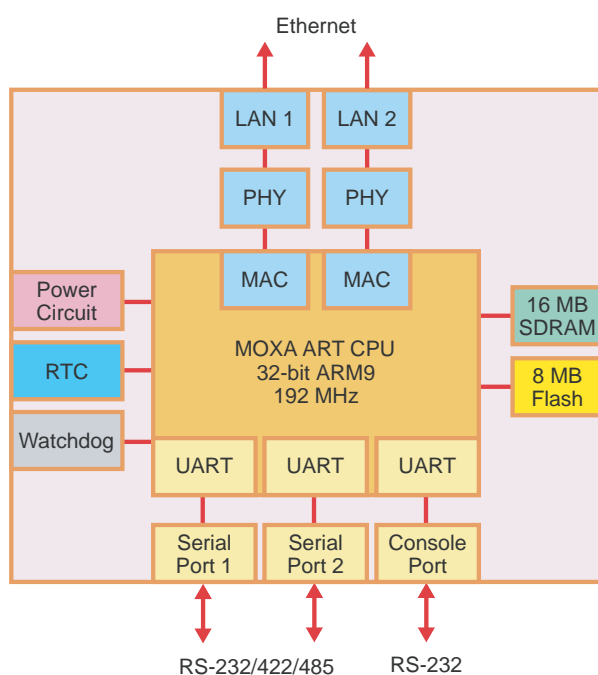 Ethernet
LAN 1
LAN 2
PHY
PHY
MAC
MAC
Power
Circuit
RTC
Watchdog
MOXA ART CPU
32-bit ARM9
192 MHz
16 MB
SDRAM
8 MB
Flash
UART
UART
UART
Serial
Port 1
Serial
Port 2
Console
Port
RS-232/422/485
RS-232